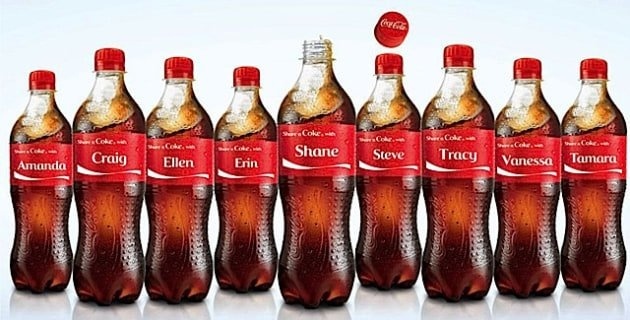 Coca-Cola
Share a Coke with
Amanda
Share a Coke with
Craig
Share a Coke with
Ellen
Share a Coke with
Erin
Share a Coke with
Shane
Share a Coke with
Steve
Share a Coke with
Tracy
Share a Coke with
Vanessa
Share a Coke with
Tamara